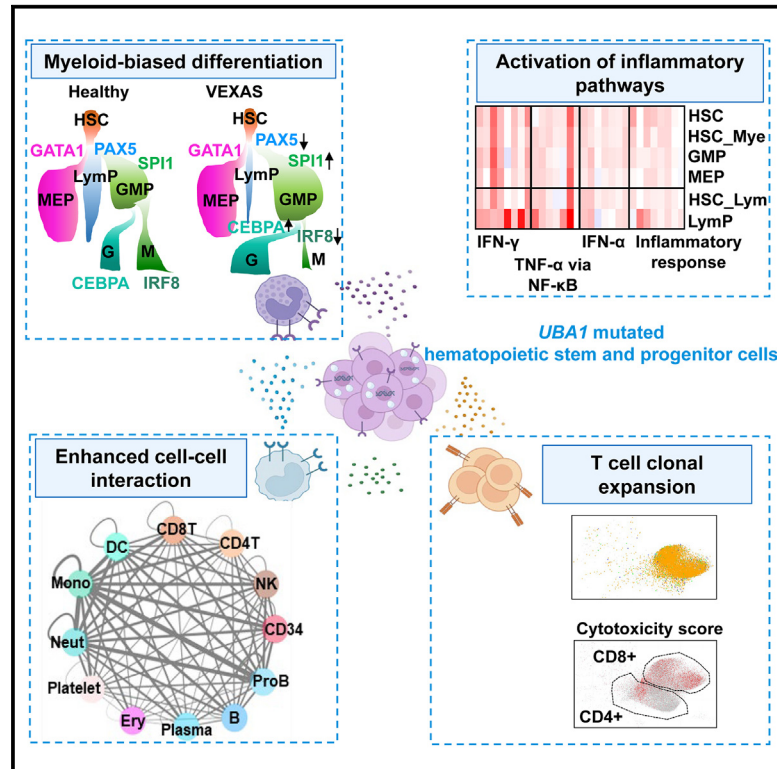 Myeloid-biased differentiation
Healthy
VEXAS
HSC
GATA1
PAX5
SPI1
LymP
MEP
GMP
G
M
CEBPA
IRF8
HSC
GATA1
PAX5↓
SPI1↑
LymP
MEP
GMP
CEBPA↑
IRF8↓
G
M
Activation of inflammatory
pathways
HSC
HSC_Mye
GMP
MEP
HSC_Lym
LymP
IFN-γ
TNF-α via
NF-κB
IFN-α
Inflammatory
response
UBA1 mutated
hematopoietic stem and progenitor cells
Enhanced cell-cell
interaction
CD8T
CD4T
NK
CD34
ProB
B
Plasma
Ery
Platelet
Neut
Mono
DC
T cell clonal
expansion
Cytotoxicity score
CD8+
CD4+